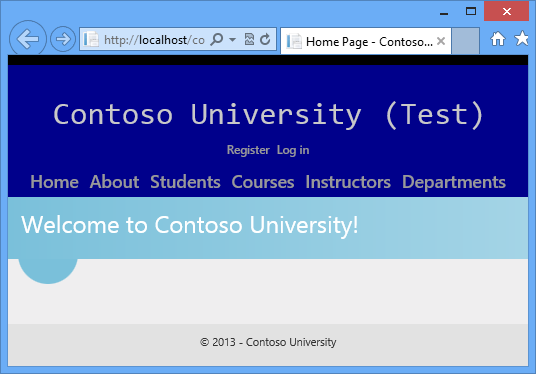 http://localhost/co
Home Page - Contoso...
Contoso University (Test)
Register Log in
Home About Students Courses Instructors Departments
Welcome to Contoso University!
© 2013 - Contoso University